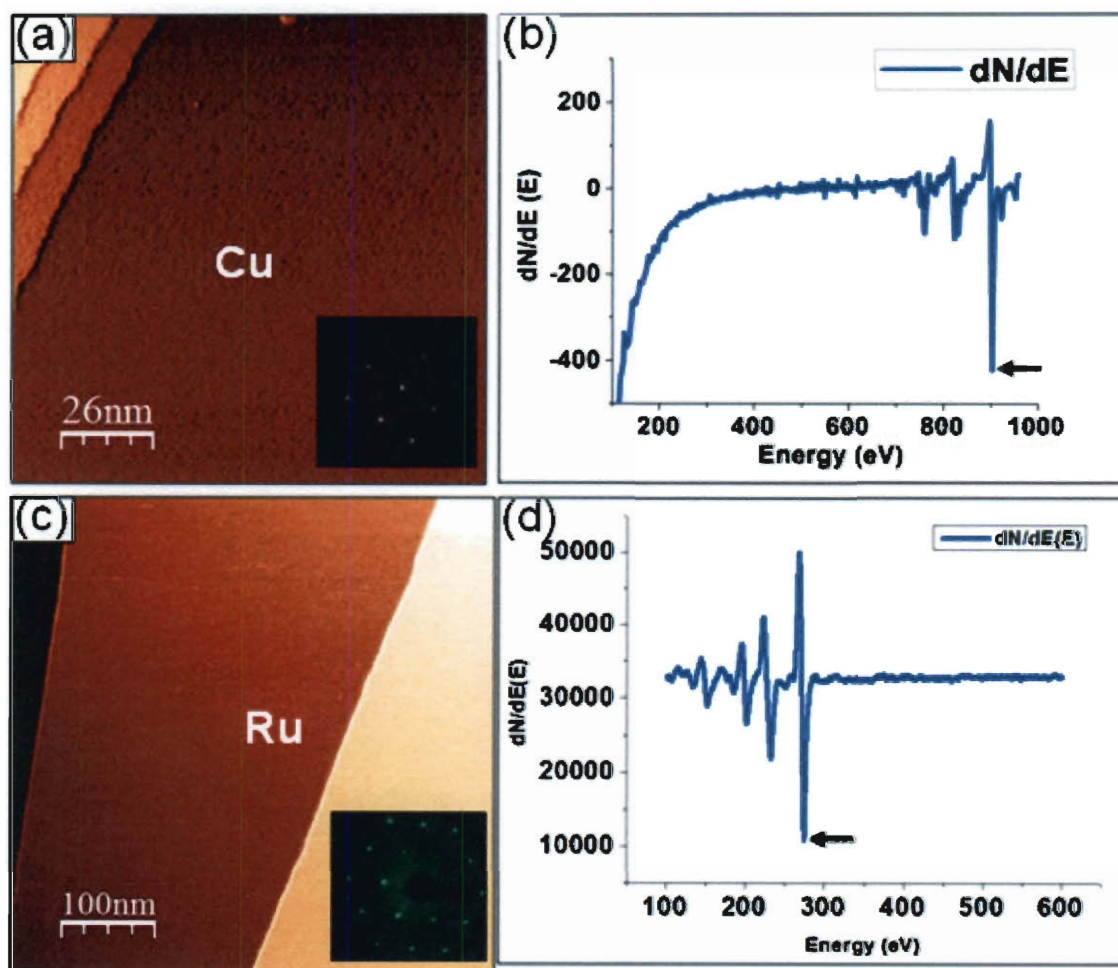 (a)
Cu
26nm
(b)
dN/dE
200
0
-200
-400
dN/dE (E)
200
400
600
800
1000
Energy (eV)
(c)
Ru
100nm
(d)
dN/dE(E)
50000
40000
30000
20000
10000
dN/dE(E)
100
200
300
400
500
600
Energy (eV)